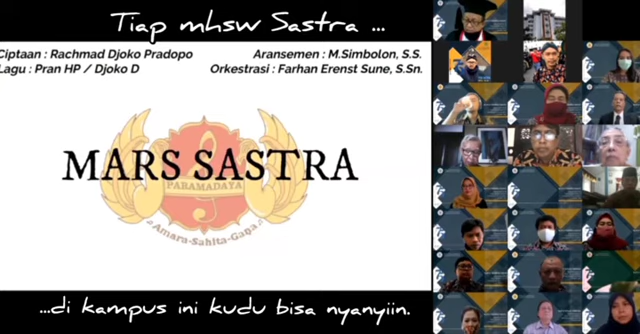 Tiap mhsw Sastra ...
Ciptaan : Rachmad Djoko Pradopo
Lagu : Pran HP / Djoko D
Aransemen : M.Simbolon, S.S.
Orkestrasi : Farhan Erenst Sune, S.Sn.
MARS SASTRA
PARAMADAYA
Amara-Sahita-Gana
...di kampus ini kudu bisa nyanyiin.